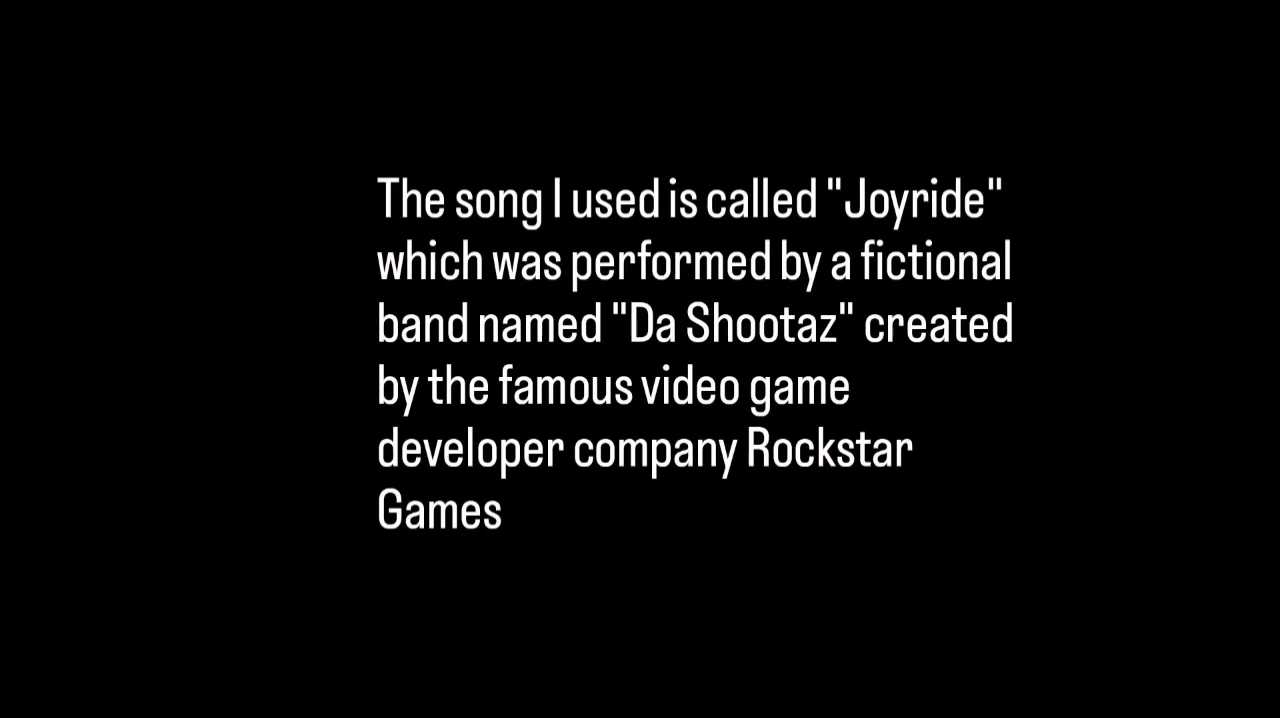 The song I used is called "Joyride"
which was performed by a fictional
band named "Da Shootaz" created
by the famous video game
developer company Rockstar
Games